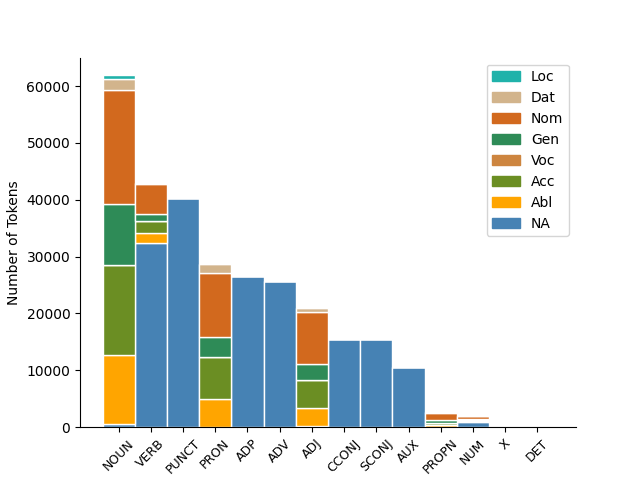 60000
50000
40000
30000
20000
10000
0
Number of Tokens
Loc
Dat
Nom
Gen
Voc
Acc
Abl
NA
NOUN
VERB
PUNCT
PRON
ADP
ADV
ADJ
CCONJ
SCONJ
AUX
PROPN
NUM
X
DET